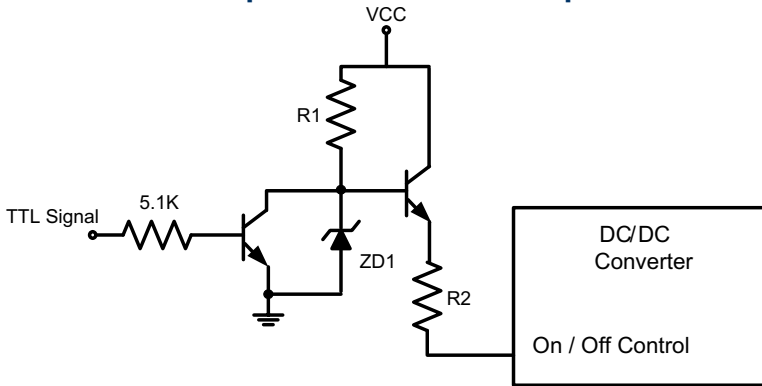 VCC
R1
5.1K
TTL Signal
ZD1
DC/DC
Converter
R2
On / Off Control